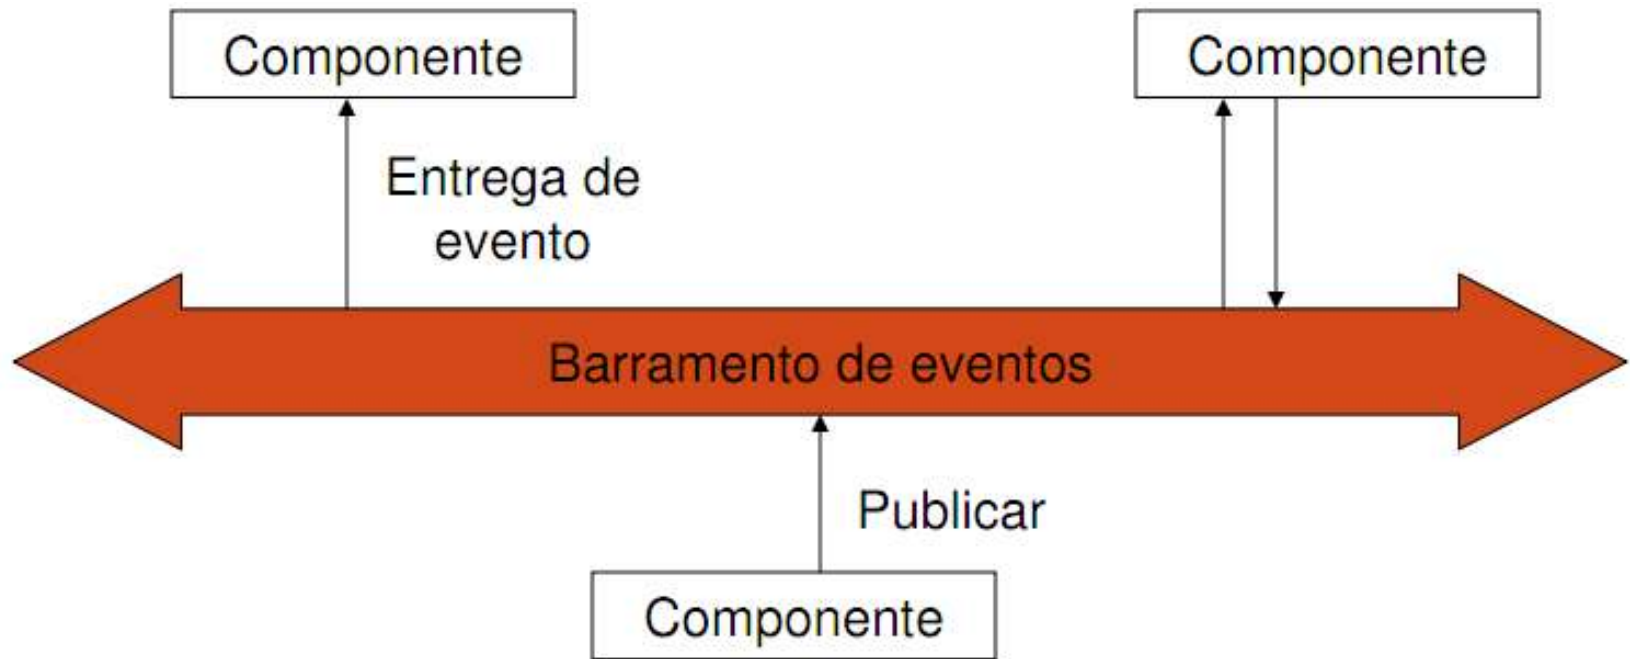 Componente
Componente
Entrega de
evento
Barramento de eventos
Publicar
Componente